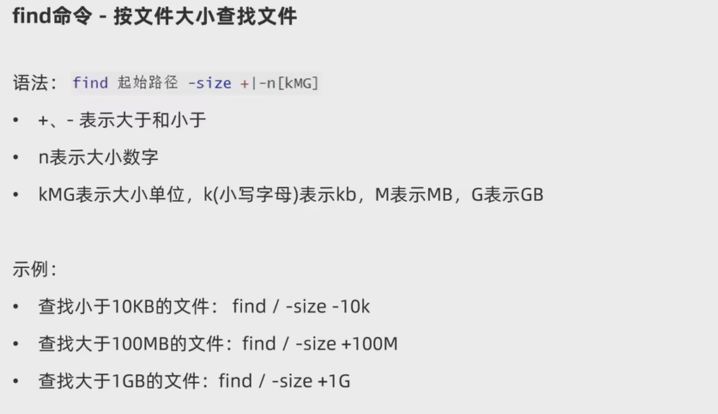 find命令 - 按文件大小查找文件
语法： find 起始路径 -size +|-n[kMG]
• +、- 表示大于和小于
• n表示大小数字
• kMG表示大小单位，k(小写字母)表示kb，M表示MB，G表示GB
示例：
• 查找小于10KB的文件： find / -size -10k
• 查找大于100MB的文件：find / -size +100M
• 查找大于1GB的文件：find / -size +1G